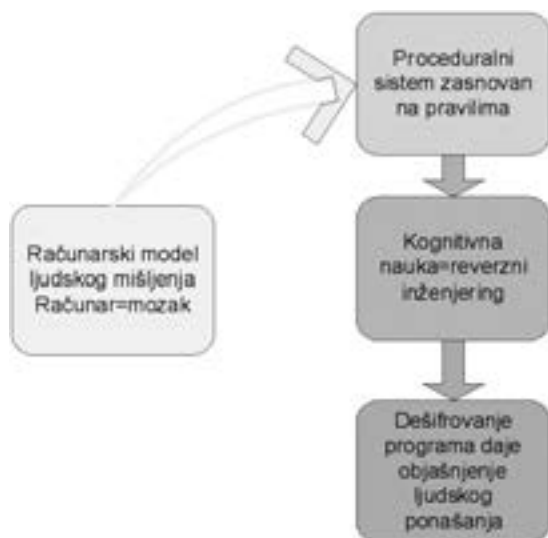 Proceduralni
sistem zasnovan
na pravilima
Računarski model
ljudskog mišljenja
Računar=mozak
Kognitivna
nauka=reverzni
inženjering
Dešifrovanje
programa daje
objašnjenje
ljudskog
ponašanja